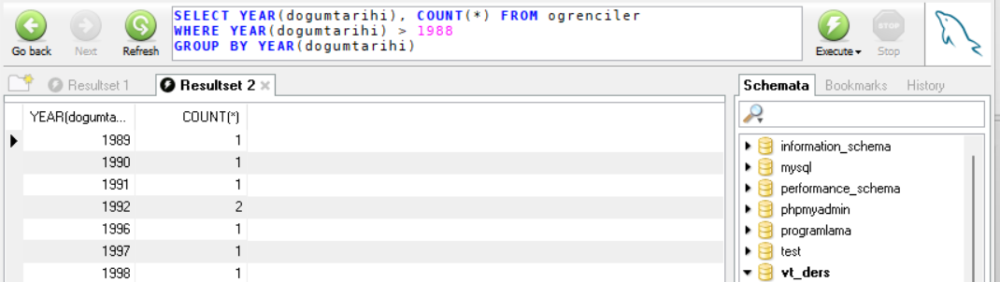 SELECT YEAR(dogumtarihi), COUNT(*) FROM ogrenciler
WHERE YEAR(dogumtarihi) > 1988
GROUP BY YEAR(dogumtarihi)
Go back Next Refresh Execute Stop
STOP
Resultset 1 Resultset 2
Schemata Bookmarks History
YEAR(dogumta... COUNT(*)
1989 1
1990 1
1991 1
1992 2
1996 1
1997 1
1998 1
information_schema
mysql
performance_schema
phpmyadmin
programlama
test
vt_ders